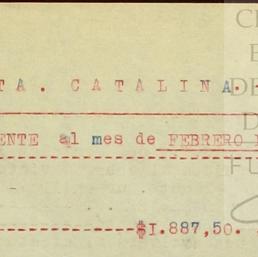 TA. CATALINA.
ENTE al mes de FEBRERO
$1.887,50.